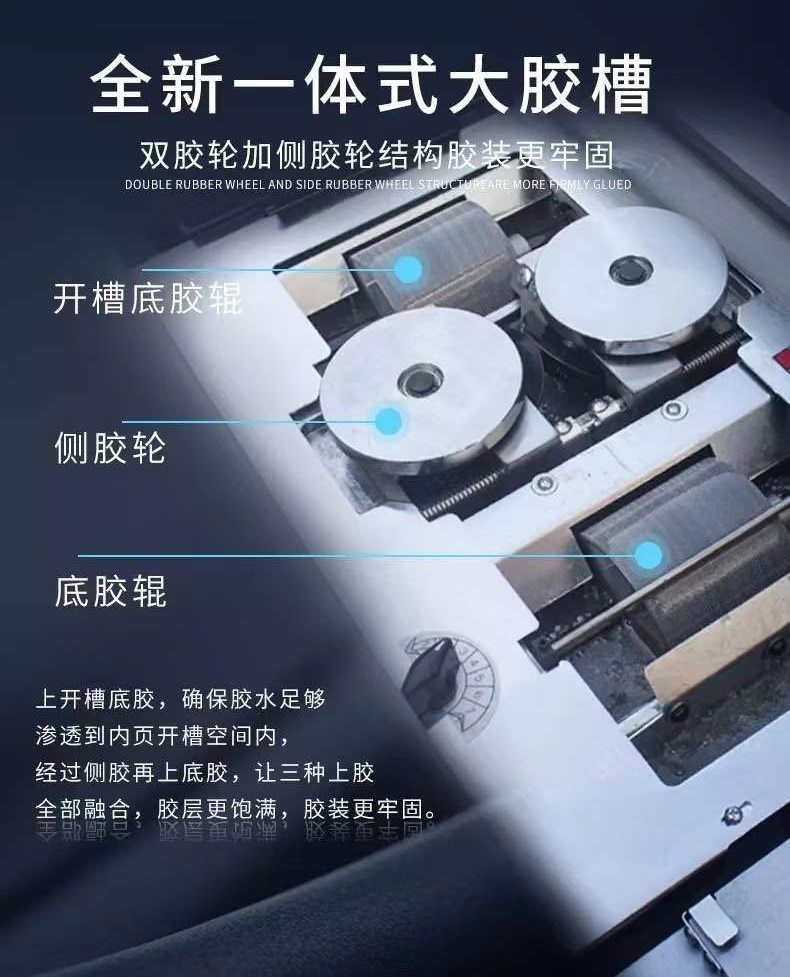 全新一体式大胶槽
双胶轮加侧胶轮结构胶装更牢固
DOUBLE RUBBER WHEEL AND SIDE RUBBER WHEEL STRUCTUREARE MORE FIRMLY GLUED
开槽底胶辊
侧胶轮
底胶辊
上开槽底胶，确保胶水足够
渗透到内页开槽空间内，
经过侧胶再上底胶，让三种上胶
全部融合，胶层更饱满，胶装更牢固。